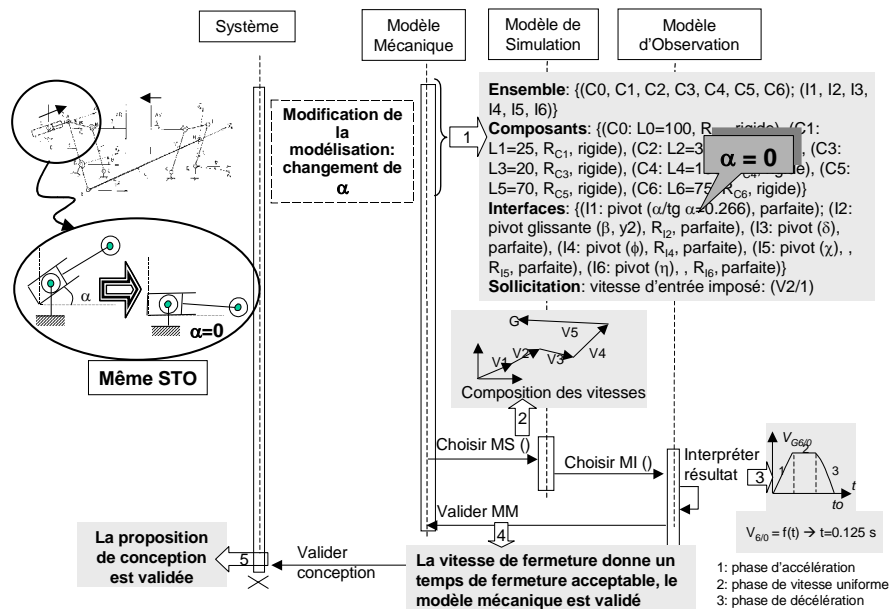 Système
Modèle
Mécanique
Modèle de
Simulation
Modèle
d'Observation
Modification de
la
modélisation:
changement de
α
1
Ensemble: {(C0, C1, C2, C3, C4, C5, C6); (I1, I2, I3,
I4, I5, I6)}
Composants: {(C0: L0=100, R rigide), (C1:
L1=25, RC1, rigide), (C2: L2=3 , (C3:
L3=20, RC3, rigide), (C4: L4=1 RC4, rigide), (C5:
L5=70, RC5, rigide), (C6: L6=75, RC6, rigide)}
Interfaces: {(I1: pivot (α/tg α=0.266), parfaite); (I2:
pivot glissante (β, y2), RI2, parfaite), (I3: pivot (δ),
parfaite), (I4: pivot (ϕ), RI4, parfaite), (I5: pivot (χ), ,
RI5, parfaite), (I6: pivot (η), , RI6, parfaite)}
Sollicitation: vitesse d'entrée imposé: (V2/1)
α = 0
α
α=0
Même STO
G
V5
V1
V2
V3
V4
Composition des vitesses
2
Choisir MS ()
Choisir MI ()
Interpréter
résultat
3
VG6/0
1
2
3
t
to
V6/0 = f(t) → t=0.125 s
Valider MM
4
La proposition
de conception
est validée
5
Valider
conception
La vitesse de fermeture donne un
temps de fermeture acceptable, le
modèle mécanique est validé
1: phase d'accélération
2: phase de vitesse uniforme
3: phase de décélération